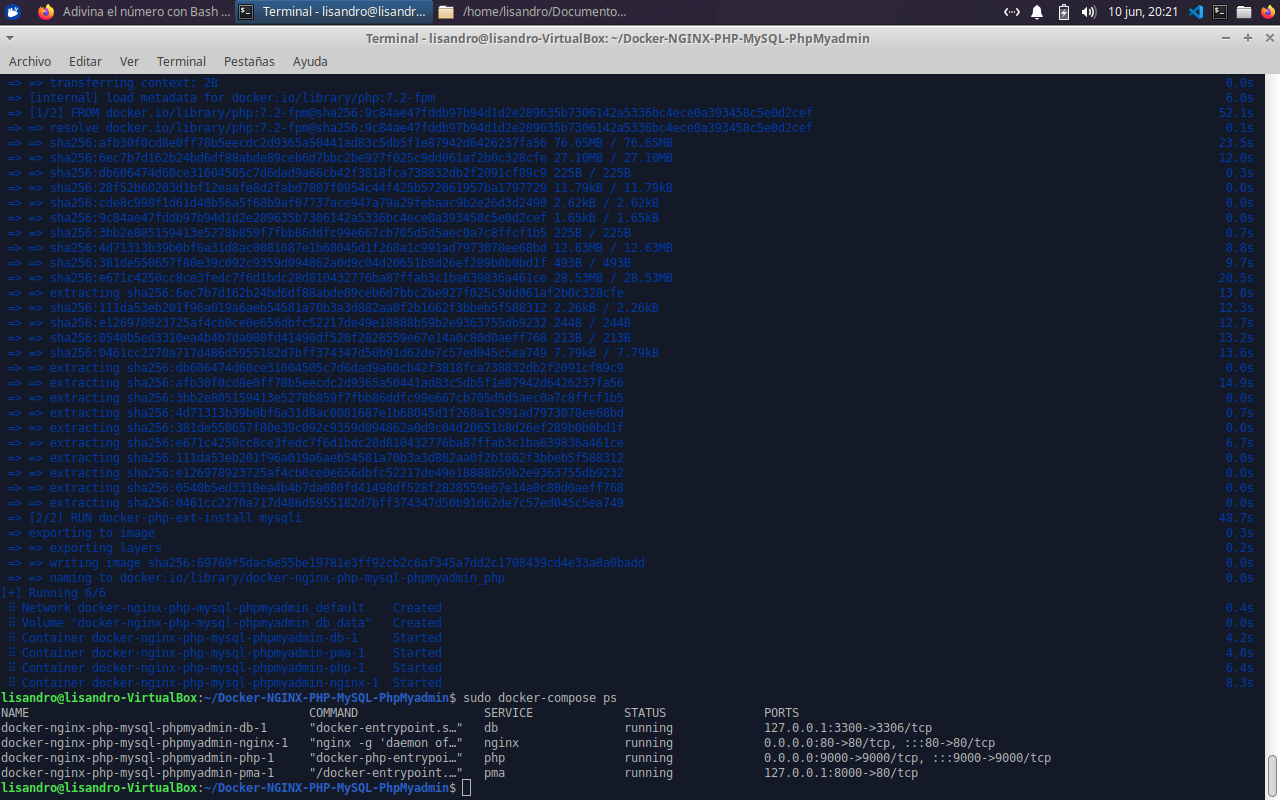 Adivina el número con Bash ...
Terminal - lisandro@lisandr...
/home/lisandro/Documento...
10 jun, 20:21
Terminal - lisandro@lisandro-VirtualBox: ~/Docker-NGINX-PHP-MySQL-PhpMyadmin
Archivo Editar Ver Terminal Pestañas Ayuda
=> => transferring context: 2B 0.0s
=> [internal] load metadata for docker.io/library/php:7.2-fpm 6.0s
=> [1/2] FROM docker.io/library/php:7.2-fpm@sha256:9c84ae47fddb97b94d1d2e289635b7306142a5336bc4ece0a393458c5e0d2cef 52.1s
=> => resolve docker.io/library/php:7.2-fpm@sha256:9c84ae47fddb97b94d1d2e289635b7306142a5336bc4ece0a393458c5e0d2cef 0.1s
=> => sha256:afb30f0cd8e0ff78b5eecdc2d9365a50441ad83c5db5f1e87942d6426237fa56 76.65MB / 76.65MB 23.5s
=> => sha256:6ec7b7d162b24bd6df88abde89ceb6d7bbc2be927f025c9dd061af2b0c328cfe 27.10MB / 27.10MB 12.0s
=> => sha256:db606474d60ce31604505c7d6dad9a66cb42f3818fca738832db2f2091cf89c9 225B / 225B 0.3s
=> => sha256:28f52b60203d1bf12eaafe8d2fabd7807f0954c44f425b572061957ba1797729 11.79kB / 11.79kB 0.0s
=> => sha256:cde8c998f1d61d48b56a5f68b9af07737ace947a79a29febaac9b2e26d3d2490 2.62kB / 2.62kB 0.0s
=> => sha256:9c84ae47fddb97b94d1d2e289635b7306142a5336bc4ece0a393458c5e0d2cef 1.65kB / 1.65kB 0.0s
=> => sha256:3bb2e805159413e5278b859f7fbb86ddfc99e667cb705d5d5aec0a7c8ffcf1b5 225B / 225B 0.7s
=> => sha256:4d71313b39b0bf6a31d8ac0081687e1b68045d1f268a1c991ad7973078ee68bd 12.63MB / 12.63MB 8.8s
=> => sha256:381de550657f80e39c092c9359d094862a0d9c04d20651b8d26ef289b0b0bd1f 493B / 493B 9.7s
=> => sha256:e671c4250cc8ce3fedc7f6d1bdc28d810432776ba87ffab3c1ba639836a461ce 28.53MB / 28.53MB 20.5s
=> => extracting sha256:6ec7b7d162b24bd6df88abde89ceb6d7bbc2be927f025c9dd061af2b0c328cfe 13.0s
=> => sha256:111da53eb201f96a019a6aeb54581a70b3a3d882aa0f2b1662f3bbeb5f588312 2.26kB / 2.26kB 12.3s
=> => sha256:e126978923725af4cb0ce0e656dbfc52217de49e18888b59b2e9363755db9232 244B / 244B 12.7s
=> => sha256:0540b5ed3310ea4b4b7da080fd41498df528f2828559e67e14a0c80d0aeff768 213B / 213B 13.2s
=> => sha256:0461cc2270a717d486d5955182d7bff374347d50b91d62de7c57ed045c5ea749 7.79kB / 7.79kB 13.6s
=> => extracting sha256:db606474d60ce31604505c7d6dad9a66cb42f3818fca738832db2f2091cf89c9 0.0s
=> => extracting sha256:afb30f0cd8e0ff78b5eecdc2d9365a50441ad83c5db5f1e87942d6426237fa56 14.9s
=> => extracting sha256:3bb2e805159413e5278b859f7fbb86ddfc99e667cb705d5d5aec0a7c8ffcf1b5 0.0s
=> => extracting sha256:4d71313b39b0bf6a31d8ac0081687e1b68045d1f268a1c991ad7973078ee68bd 0.7s
=> => extracting sha256:381de550657f80e39c092c9359d094862a0d9c04d20651b8d26ef289b0b0bd1f 0.0s
=> => extracting sha256:e671c4250cc8ce3fedc7f6d1bdc28d810432776ba87ffab3c1ba639836a461ce 6.7s
=> => extracting sha256:111da53eb201f96a019a6aeb54581a70b3a3d882aa0f2b1662f3bbeb5f588312 0.0s
=> => extracting sha256:e126978923725af4cb0ce0e656dbfc52217de49e18888b59b2e9363755db9232 0.0s
=> => extracting sha256:0540b5ed3310ea4b4b7da080fd41498df528f2828559e67e14a0c80d0aeff768 0.0s
=> => extracting sha256:0461cc2270a717d486d5955182d7bff374347d50b91d62de7c57ed045c5ea749 0.0s
=> [2/2] RUN docker-php-ext-install mysqli 48.7s
=> exporting to image 0.3s
=> => exporting layers 0.2s
=> => writing image sha256:69769f5dac6e55be19781e3ff92cb2c6af345a7dd2c1708439cd4e33a8a0badd 0.0s
=> => naming to docker.io/library/docker-nginx-php-mysql-phpmyadmin_php 0.0s
[+] Running 6/6
⠿ Network docker-nginx-php-mysql-phpmyadmin_default Created 0.4s
⠿ Volume "docker-nginx-php-mysql-phpmyadmin_db_data" Created 0.0s
⠿ Container docker-nginx-php-mysql-phpmyadmin-db-1 Started 4.2s
⠿ Container docker-nginx-php-mysql-phpmyadmin-pma-1 Started 4.0s
⠿ Container docker-nginx-php-mysql-phpmyadmin-php-1 Started 6.4s
⠿ Container docker-nginx-php-mysql-phpmyadmin-nginx-1 Started 8.3s
lisandro@lisandro-VirtualBox:~/Docker-NGINX-PHP-MySQL-PhpMyadmin$ sudo docker-compose ps
NAME COMMAND SERVICE STATUS PORTS
docker-nginx-php-mysql-phpmyadmin-db-1 "docker-entrypoint.s…" db running 127.0.0.1:3300->3306/tcp
docker-nginx-php-mysql-phpmyadmin-nginx-1 "nginx -g 'daemon of…" nginx running 0.0.0.0:80->80/tcp, :::80->80/tcp
docker-nginx-php-mysql-phpmyadmin-php-1 "docker-php-entrypoi…" php running 0.0.0.0:9000->9000/tcp, :::9000->9000/tcp
docker-nginx-php-mysql-phpmyadmin-pma-1 "/docker-entrypoint.…" pma running 127.0.0.1:8000->80/tcp
lisandro@lisandro-VirtualBox:~/Docker-NGINX-PHP-MySQL-PhpMyadmin$